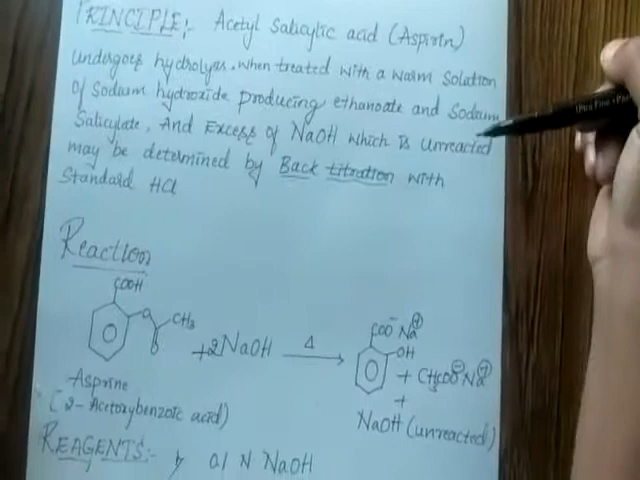 PRINCIPLE:- Acetyl Salicylic acid (Aspirin)
undergoes hydrolysis, when treated with a warm solution
of Sodium hydroxide producing ethanoate and Sodium
Salicylate, And Excess of NaOH which is unreacted
may be determined by Back titration with
Standard HCl
Reaction
COOH
O
CH₃
O
+2NaOH
Δ
COO⁻ Na⊕
OH
+ CH₃COO⊖Na⊕
+
NaOH (unreacted)
Asprine
(2-Acetoxybenzoic acid)
REAGENTS:- 0.1 N NaOH